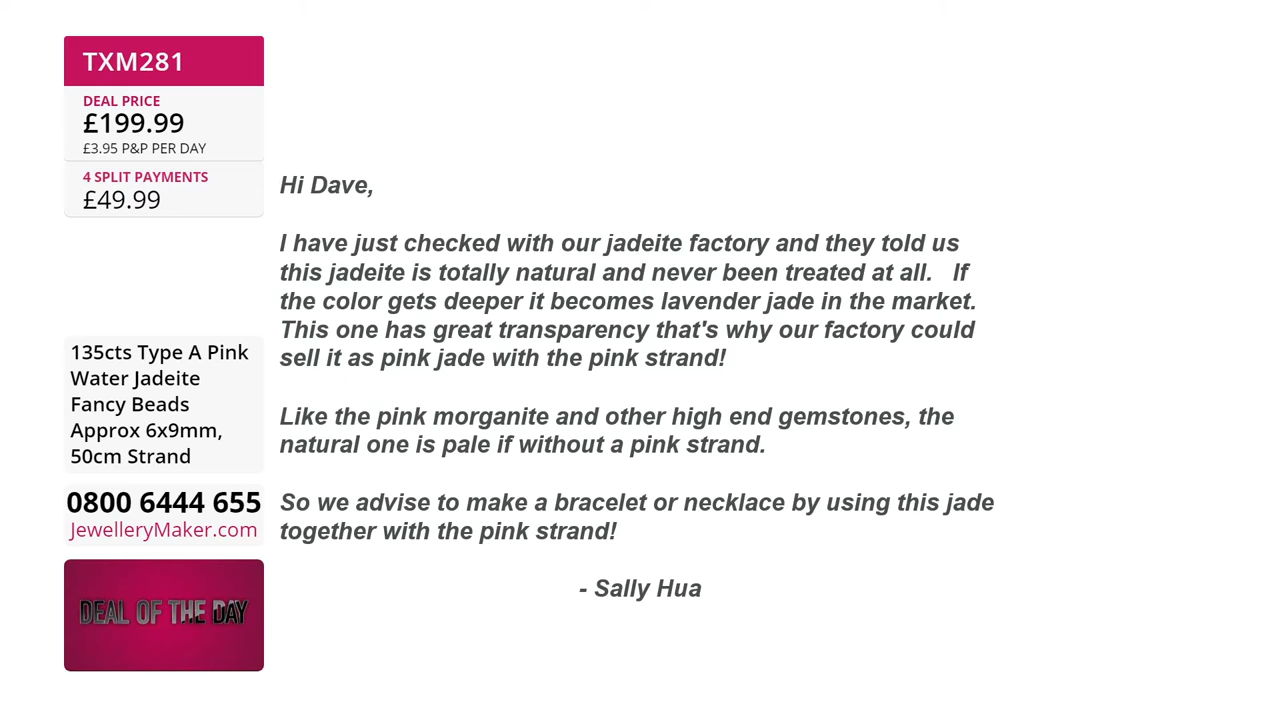 TXM281
DEAL PRICE
£199.99
£3.95 P&P PER DAY
4 SPLIT PAYMENTS
£49.99
135cts Type A Pink
Water Jadeite
Fancy Beads
Approx 6x9mm,
50cm Strand
0800 6444 655
JewelleryMaker.com
DEAL OF THE DAY
Hi Dave,
I have just checked with our jadeite factory and they told us
this jadeite is totally natural and never been treated at all.   If
the color gets deeper it becomes lavender jade in the market.
This one has great transparency that's why our factory could
sell it as pink jade with the pink strand!
Like the pink morganite and other high end gemstones, the
natural one is pale if without a pink strand.
So we advise to make a bracelet or necklace by using this jade
together with the pink strand!
- Sally Hua